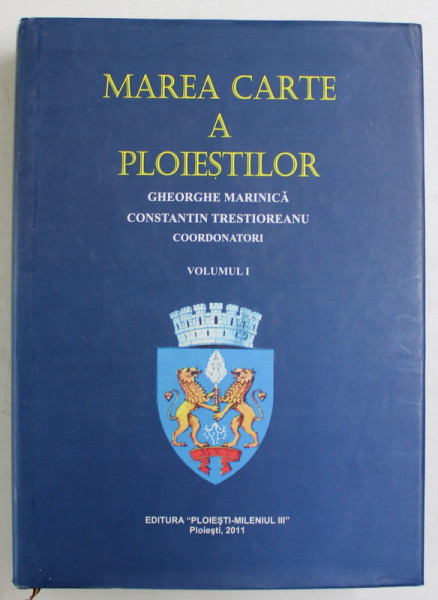 MAREA CARTE
A
PLOIEȘTILOR
GHEORGHE MARINICĂ
CONSTANTIN TRESTIOREANU
COORDONATORI
VOLUMUL I
EDITURA "PLOIEȘTI-MILENIUL III"
Ploiești, 2011